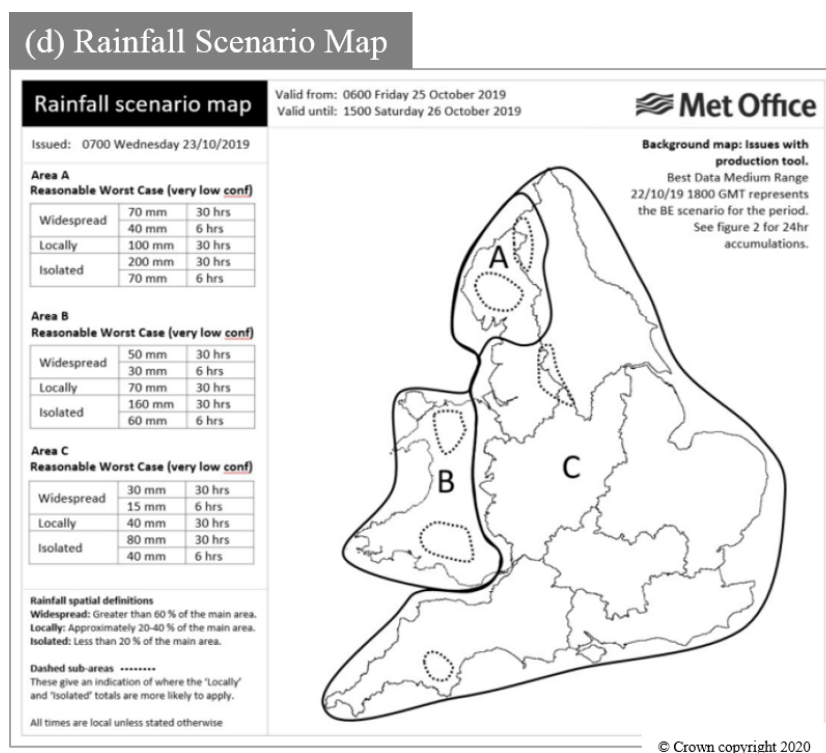 (d) Rainfall Scenario Map
Rainfall scenario map
Valid from: 0600 Friday 25 October 2019
Valid until: 1500 Saturday 26 October 2019
Met Office
Issued: 0700 Wednesday 23/10/2019
Background map: Issues with
production tool.
Best Data Medium Range
22/10/19 1800 GMT represents
the BE scenario for the period.
See figure 2 for 24hr
accumulations.
Area A
Reasonable Worst Case (very low conf)
Widespread 70 mm 30 hrs
40 mm 6 hrs
Locally 100 mm 30 hrs
Isolated 200 mm 30 hrs
70 mm 6 hrs
Area B
Reasonable Worst Case (very low conf)
Widespread 50 mm 30 hrs
30 mm 6 hrs
Locally 70 mm 30 hrs
Isolated 160 mm 30 hrs
60 mm 6 hrs
Area C
Reasonable Worst Case (very low conf)
Widespread 30 mm 30 hrs
15 mm 6 hrs
Locally 40 mm 30 hrs
Isolated 80 mm 30 hrs
40 mm 6 hrs
Rainfall spatial definitions
Widespread: Greater than 60 % of the main area.
Locally: Approximately 20-40 % of the main area.
Isolated: Less than 20 % of the main area.
Dashed sub-areas ········
These give an indication of where the 'Locally'
and 'Isolated' totals are more likely to apply.
All times are local unless stated otherwise
A
B
C
© Crown copyright 2020